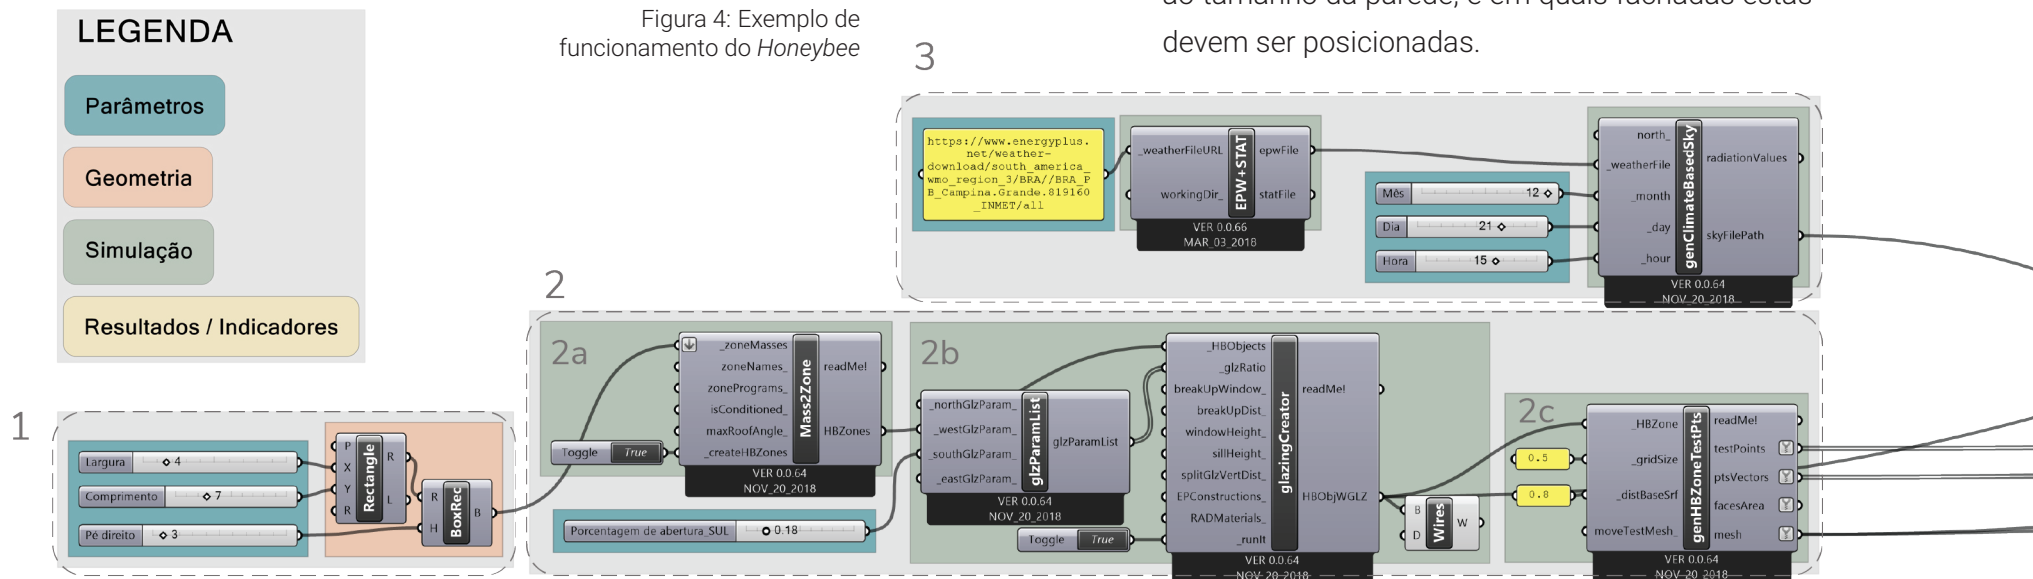 LEGENDA
Parâmetros
Geometria
Simulação
Resultados / Indicadores
Figura 4: Exemplo de
funcionamento do Honeybee
ao tamanho da parede, e em quais fachadas estas
devem ser posicionadas.
1
Largura
4
Comprimento
7
Pé direito
3
P
X
Y
R
Rectangle
R
L
R
H
BoxRec
B
2
2a
_zoneMasses
zoneNames_
zonePrograms_
isConditioned_
maxRoofAngle_
_createHBZones
Mass2Zone
readMe!
HBZones
VER 0.0.64
NOV_20_2018
Toggle
True
Porcentagem de abertura_SUL
0.18
2b
_northGlzParam_
_westGlzParam_
_southGlzParam_
_eastGlzParam_
glzParamList
glzParamList
VER 0.0.64
NOV_20_2018
Toggle
True
_HBObjects
_glzRatio
breakUpWindow_
breakUpDist_
windowHeight_
sillHeight_
splitGlzVertDist_
EPConstructions_
RADMaterials_
_runIt
glazingCreator
readMe!
HBObjWGLZ
VER 0.0.64
NOV_20_2018
B
D
Wires
W
2c
0.5
0.8
_HBZone
_gridSize
_distBaseSrf
moveTestMesh_
genHBZoneTestPts
readMe!
testPoints
ptsVectors
facesArea
mesh
VER 0.0.64
NOV_20_2018
3
https://www.energyplus.
net/weather-
download/south_america_
wmo_region_3/BRA//BRA_P
B_Campina.Grande.819160
_INMET/all
_weatherFileURL
workingDir_
EPW+STAT
epwFile
statFile
VER 0.0.66
MAR_03_2018
Mês
12
Dia
21
Hora
15
north_
_weatherFile
_month
_day
_hour
genClimateBasedSky
radiationValues
skyFilePath
VER 0.0.64
NOV_20_2018